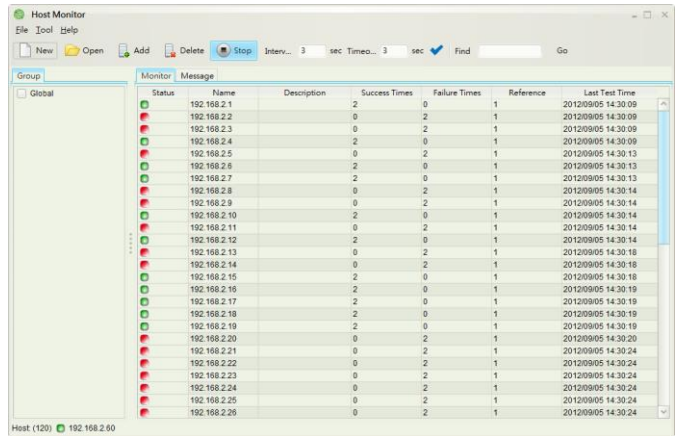 Host Monitor
File Tool Help
New Open Add Delete Stop Interv... 3 sec Timeo... 3 sec Find Go
Group Monitor Message
Global
Status Name Description Success Times Failure Times Reference Last Test Time
192.168.2.1 2 0 1 2012/09/05 14:30:09
192.168.2.2 0 2 1 2012/09/05 14:30:09
192.168.2.3 0 2 1 2012/09/05 14:30:09
192.168.2.4 2 0 1 2012/09/05 14:30:09
192.168.2.5 0 2 1 2012/09/05 14:30:13
192.168.2.6 2 0 1 2012/09/05 14:30:13
192.168.2.7 2 0 1 2012/09/05 14:30:13
192.168.2.8 0 2 1 2012/09/05 14:30:14
192.168.2.9 0 2 1 2012/09/05 14:30:14
192.168.2.10 2 0 1 2012/09/05 14:30:14
192.168.2.11 0 2 1 2012/09/05 14:30:14
192.168.2.12 2 0 1 2012/09/05 14:30:14
192.168.2.13 0 2 1 2012/09/05 14:30:18
192.168.2.14 0 2 1 2012/09/05 14:30:18
192.168.2.15 2 0 1 2012/09/05 14:30:18
192.168.2.16 2 0 1 2012/09/05 14:30:19
192.168.2.17 2 0 1 2012/09/05 14:30:19
192.168.2.18 2 0 1 2012/09/05 14:30:19
192.168.2.19 2 0 1 2012/09/05 14:30:19
192.168.2.20 0 2 1 2012/09/05 14:30:20
192.168.2.21 0 2 1 2012/09/05 14:30:24
192.168.2.22 0 2 1 2012/09/05 14:30:24
192.168.2.23 0 2 1 2012/09/05 14:30:24
192.168.2.24 0 2 1 2012/09/05 14:30:24
192.168.2.25 0 2 1 2012/09/05 14:30:24
192.168.2.26 0 2 1 2012/09/05 14:30:24
Host: (120) 192.168.2.60